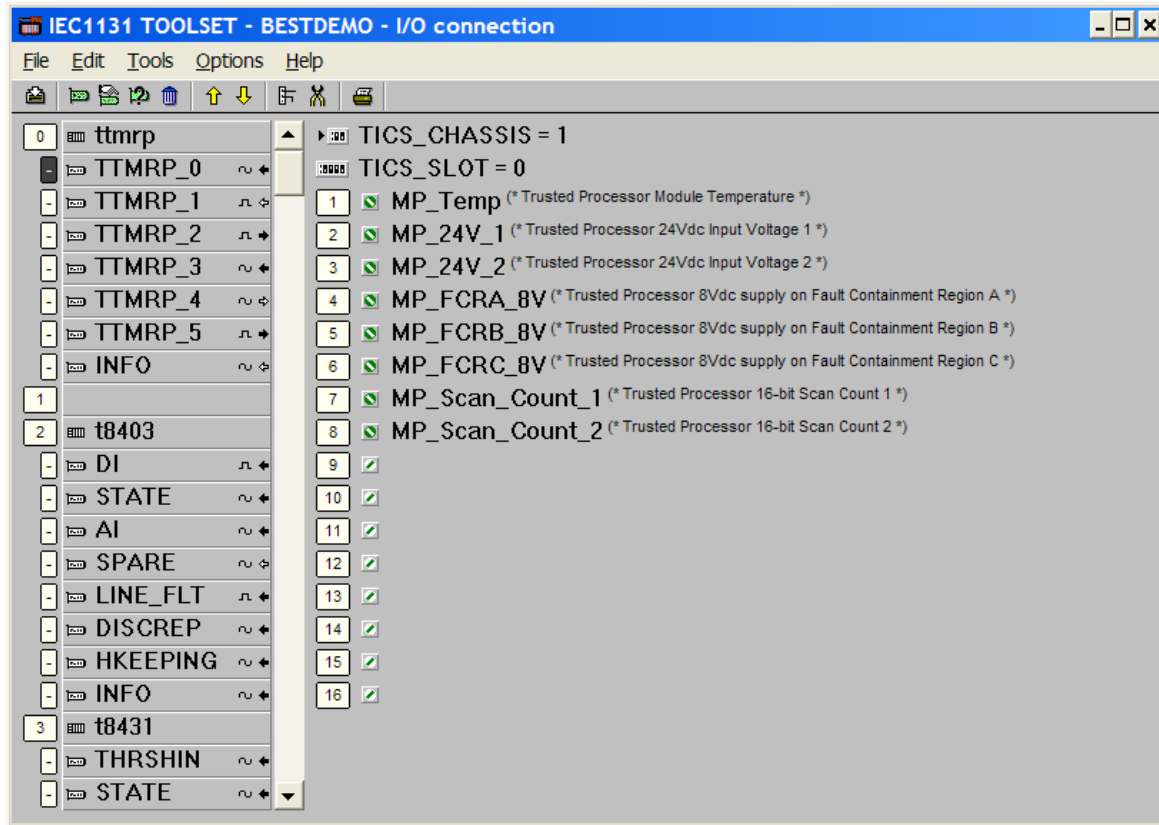 IEC1131 TOOLSET - BESTDEMO - I/O connection
File Edit Tools Options Help
0 ttmrp
- TTMRP_0
- TTMRP_1
- TTMRP_2
- TTMRP_3
- TTMRP_4
- TTMRP_5
- INFO
1
2 t8403
- DI
- STATE
- AI
- SPARE
- LINE_FLT
- DISCREP
- HKEEPING
- INFO
3 t8431
- THRSHIN
- STATE
TICS_CHASSIS = 1
TICS_SLOT = 0
1 MP_Temp (* Trusted Processor Module Temperature *)
2 MP_24V_1 (* Trusted Processor 24Vdc Input Voltage 1 *)
3 MP_24V_2 (* Trusted Processor 24Vdc Input Voltage 2 *)
4 MP_FCRA_8V (* Trusted Processor 8Vdc supply on Fault Containment Region A *)
5 MP_FCRB_8V (* Trusted Processor 8Vdc supply on Fault Containment Region B *)
6 MP_FCRC_8V (* Trusted Processor 8Vdc supply on Fault Containment Region C *)
7 MP_Scan_Count_1 (* Trusted Processor 16-bit Scan Count 1 *)
8 MP_Scan_Count_2 (* Trusted Processor 16-bit Scan Count 2 *)
9
10
11
12
13
14
15
16